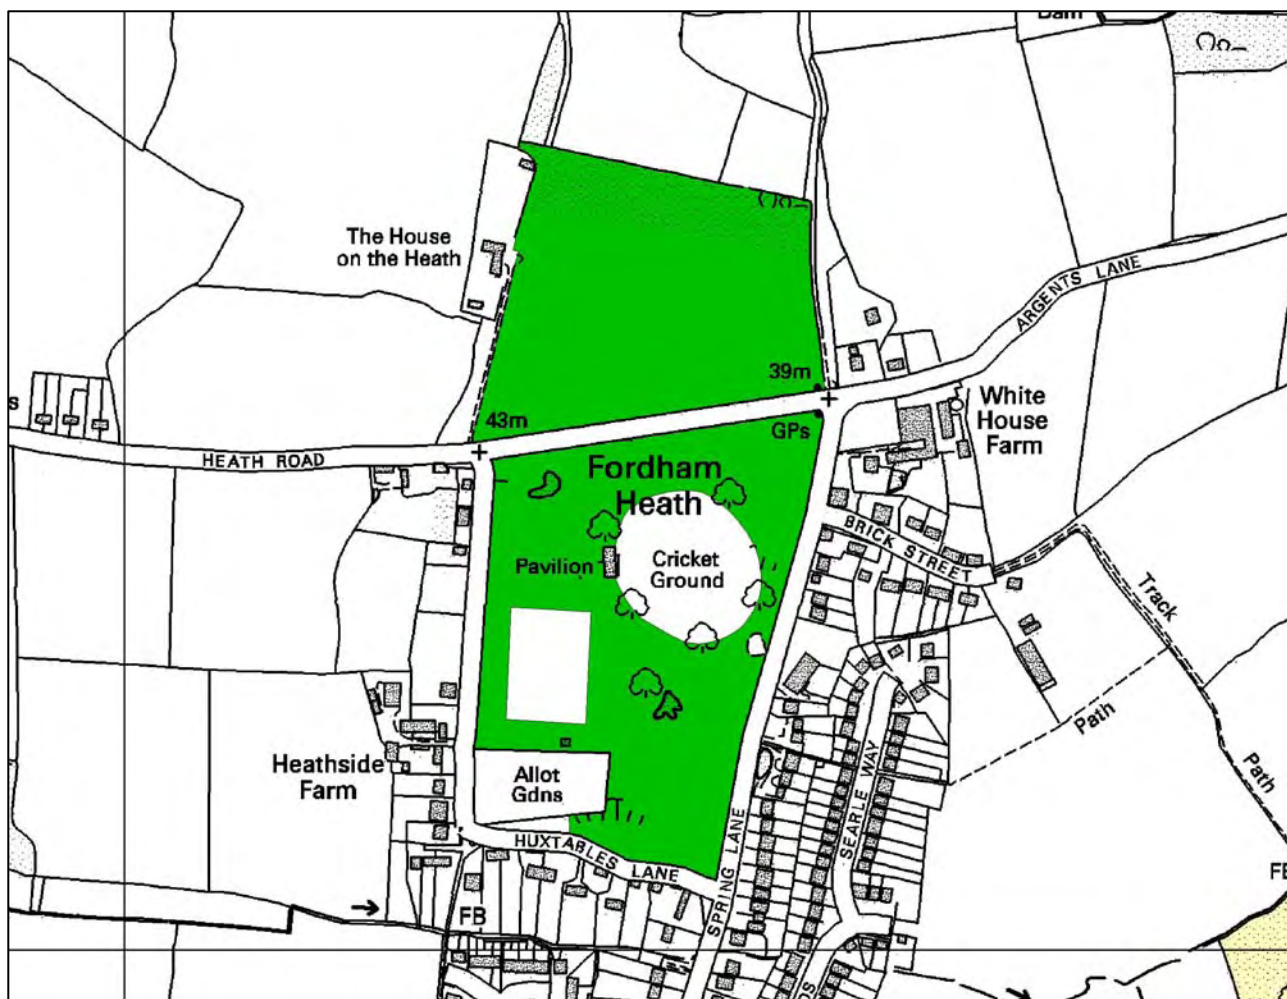 Dam
The House
on the Heath
ARGENTS LANE
39m
White
House
Farm
S
43m
GPs
HEATH ROAD
Fordham
Heath
BRICK STREET
Pavilion
Cricket
Ground
Track
Path
Path
Heathside
Farm
Allot
Gdns
SEARLE WAY
HUXTABLES LANE
SPRING LANE
FB
FB